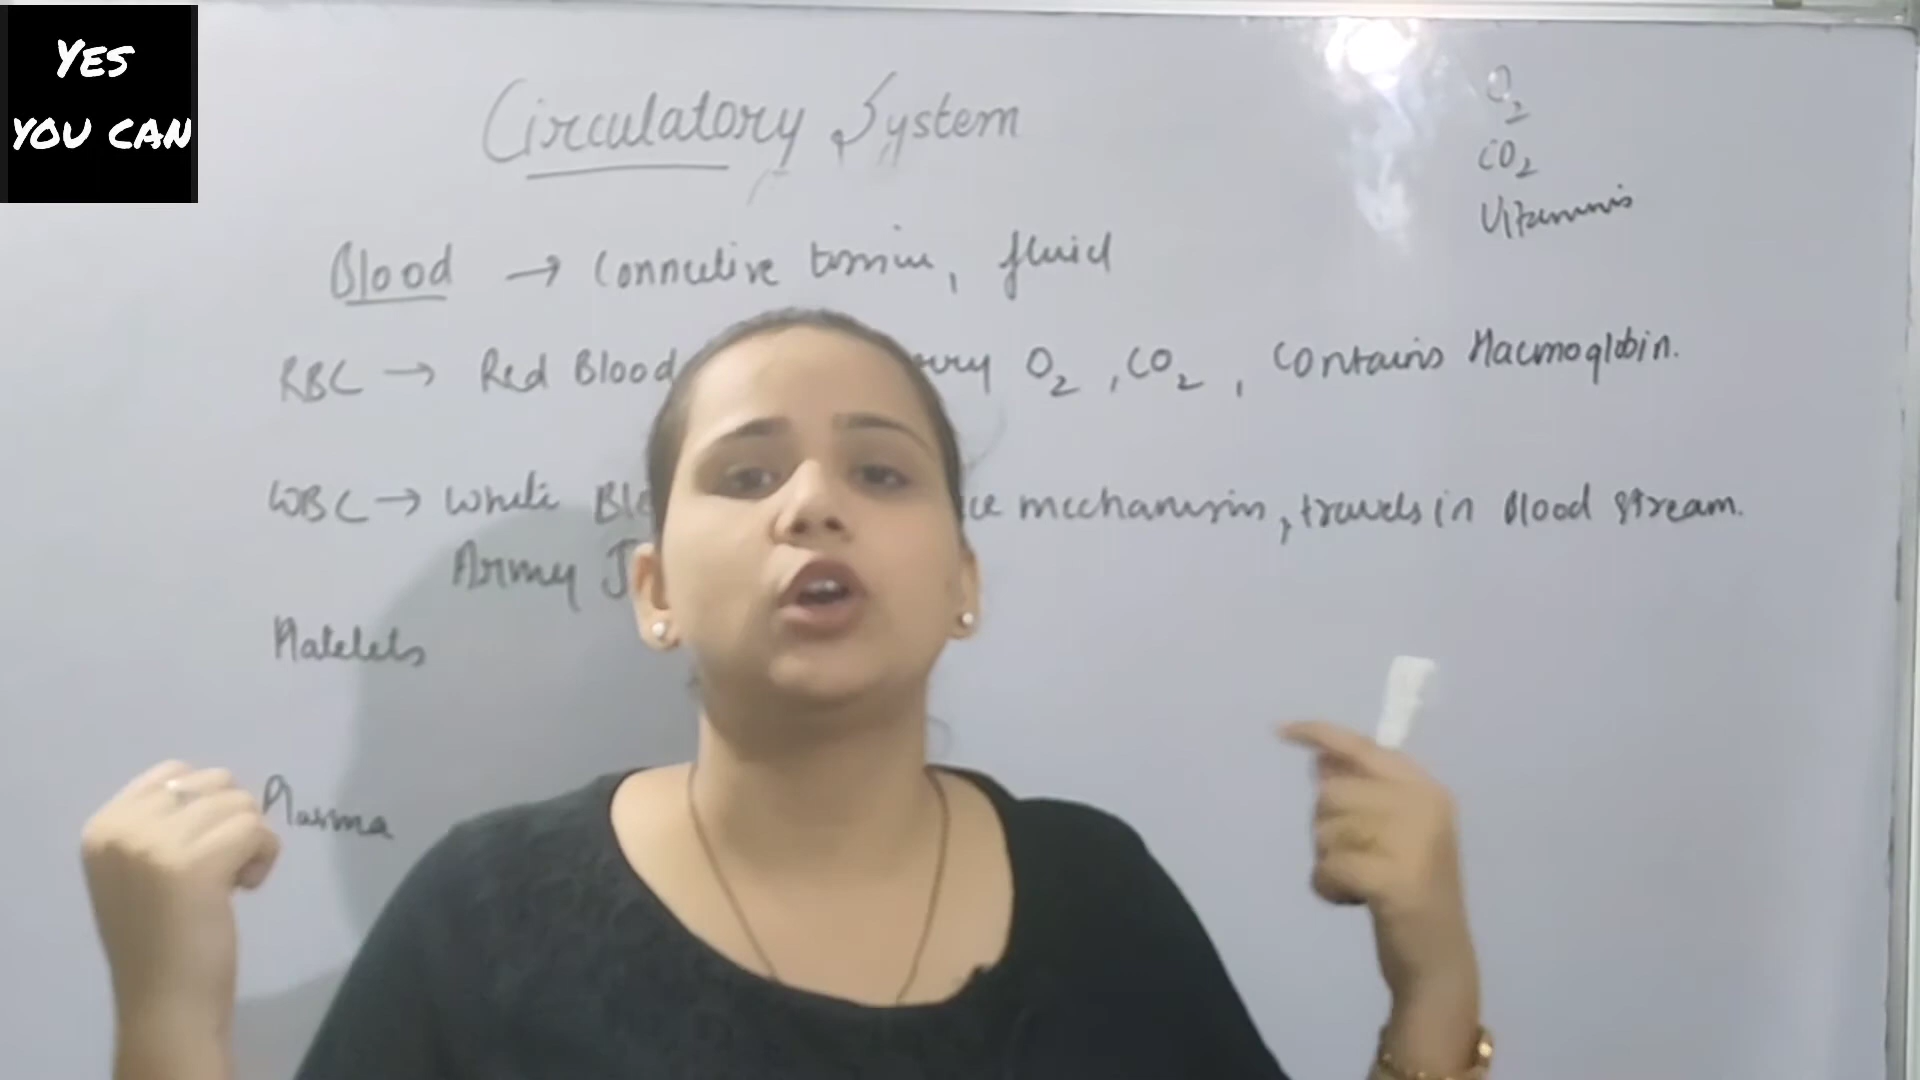 YES
YOU CAN
Circulatory System
O2
CO2
Vitamins
Blood → Connective tissue, fluid
RBC → Red Blood O2, CO2, Contains Haemoglobin.
WBC → White mechanism, travels in Blood stream.
Army
Platelets
Plasma